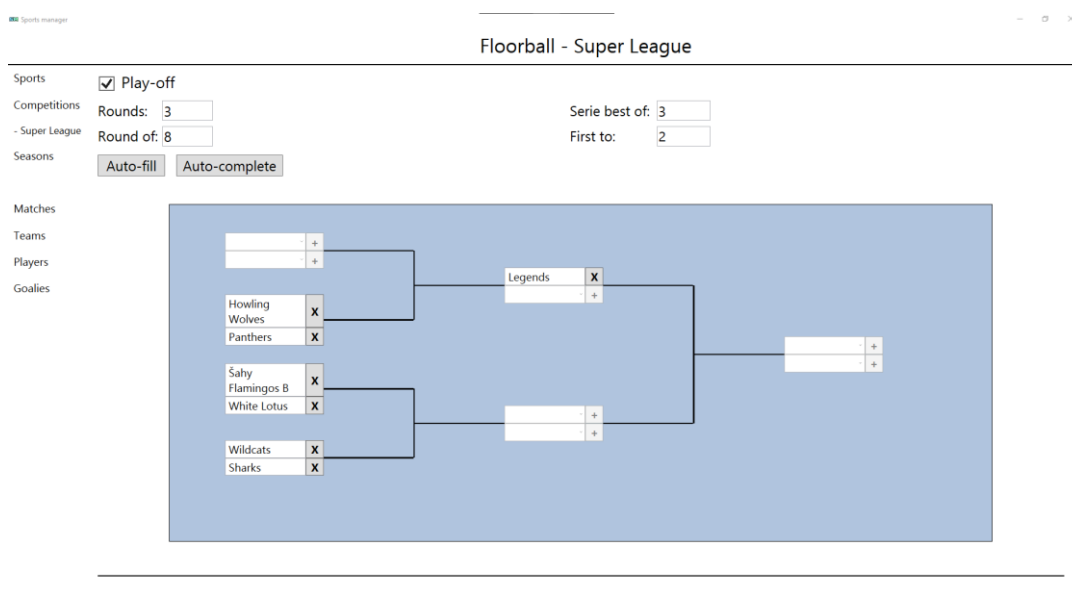 Sports manager
Floorball - Super League
Sports
Competitions
- Super League
Seasons
Matches
Teams
Players
Goalies
Play-off
Rounds: 3
Serie best of: 3
Round of: 8
First to: 2
Auto-fill Auto-complete
- +
- +
Howling
Wolves X
Panthers X
Šahy
Flamingos B X
White Lotus X
Wildcats X
Sharks X
Legends X
- +
- +
- +
- +
- +